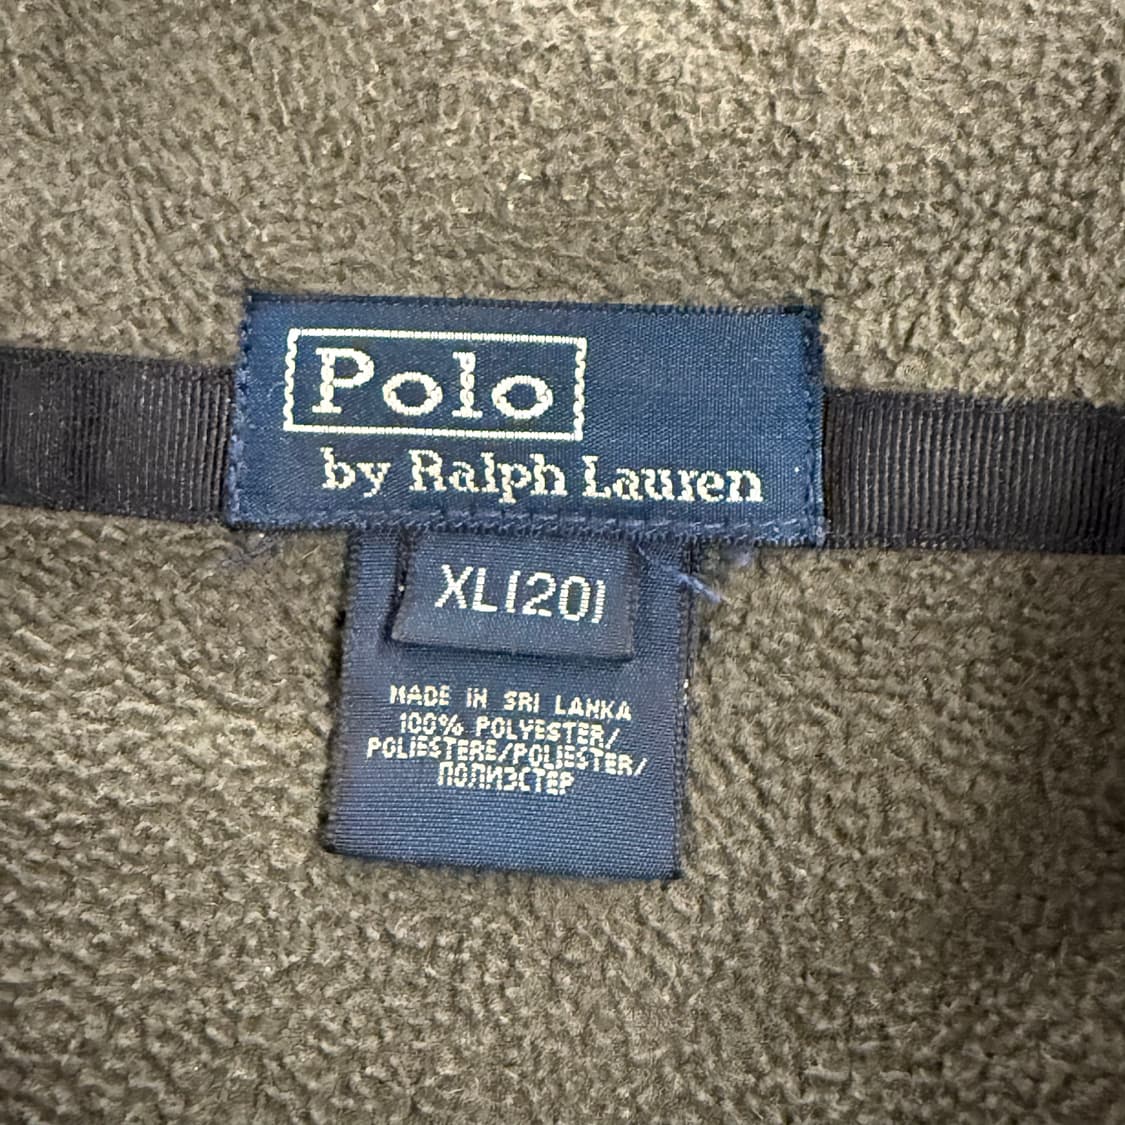 Polo
by Ralph Lauren
XL(20)
MADE IN SRI LANKA
100% POLYESTER/
POLIESTERE/POLIESTER/
ПОЛИЭСТЕР